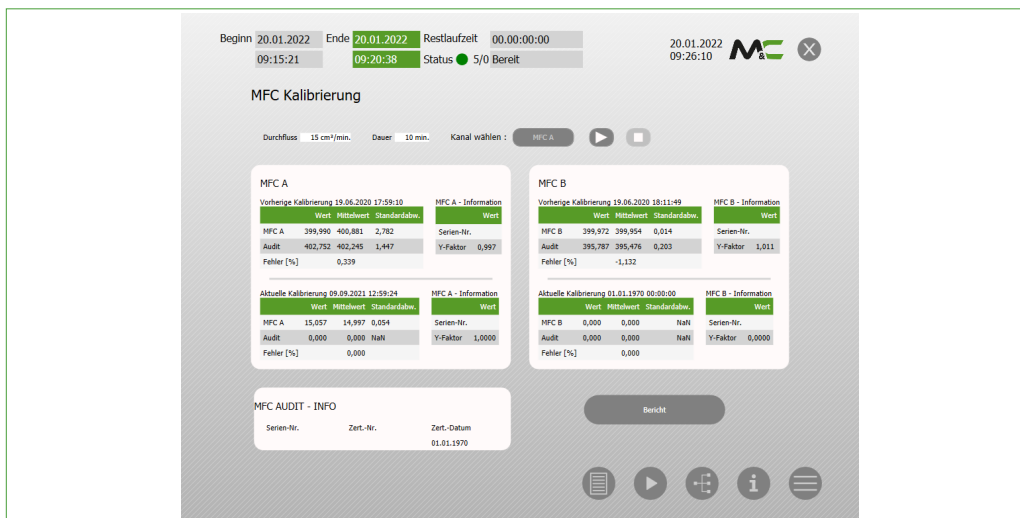 Beginn 20.01.2022 Ende 20.01.2022 Restlaufzeit 00.00:00:00
09:15:21 09:20:38 Status 5/0 Bereit
20.01.2022
09:26:10
M&C
MFC Kalibrierung
Durchfluss 15 cm³/min. Dauer 10 min. Kanal wählen : MFC A
MFC A
Vorherige Kalibrierung 19.06.2020 17:59:10 MFC A - Information
Wert Mittelwert Standardabw. Wert
MFC A 399,990 400,881 2,782 Serien-Nr.
Audit 402,752 402,245 1,447 Y-Faktor 0,997
Fehler [%] 0,339
Aktuelle Kalibrierung 09.09.2021 12:59:24 MFC A - Information
Wert Mittelwert Standardabw. Wert
MFC A 15,057 14,997 0,054 Serien-Nr.
Audit 0,000 0,000 NaN Y-Faktor 1,0000
Fehler [%] 0,000
MFC B
Vorherige Kalibrierung 19.06.2020 18:11:49 MFC B - Information
Wert Mittelwert Standardabw. Wert
MFC B 399,972 399,954 0,014 Serien-Nr.
Audit 395,787 395,476 0,203 Y-Faktor 1,011
Fehler [%] -1,132
Aktuelle Kalibrierung 01.01.1970 00:00:00 MFC B - Information
Wert Mittelwert Standardabw. Wert
MFC B 0,000 0,000 NaN Serien-Nr.
Audit 0,000 0,000 NaN Y-Faktor 0,0000
Fehler [%] 0,000
MFC AUDIT - INFO
Serien-Nr. Zert.-Nr. Zert.-Datum
01.01.1970
Bericht